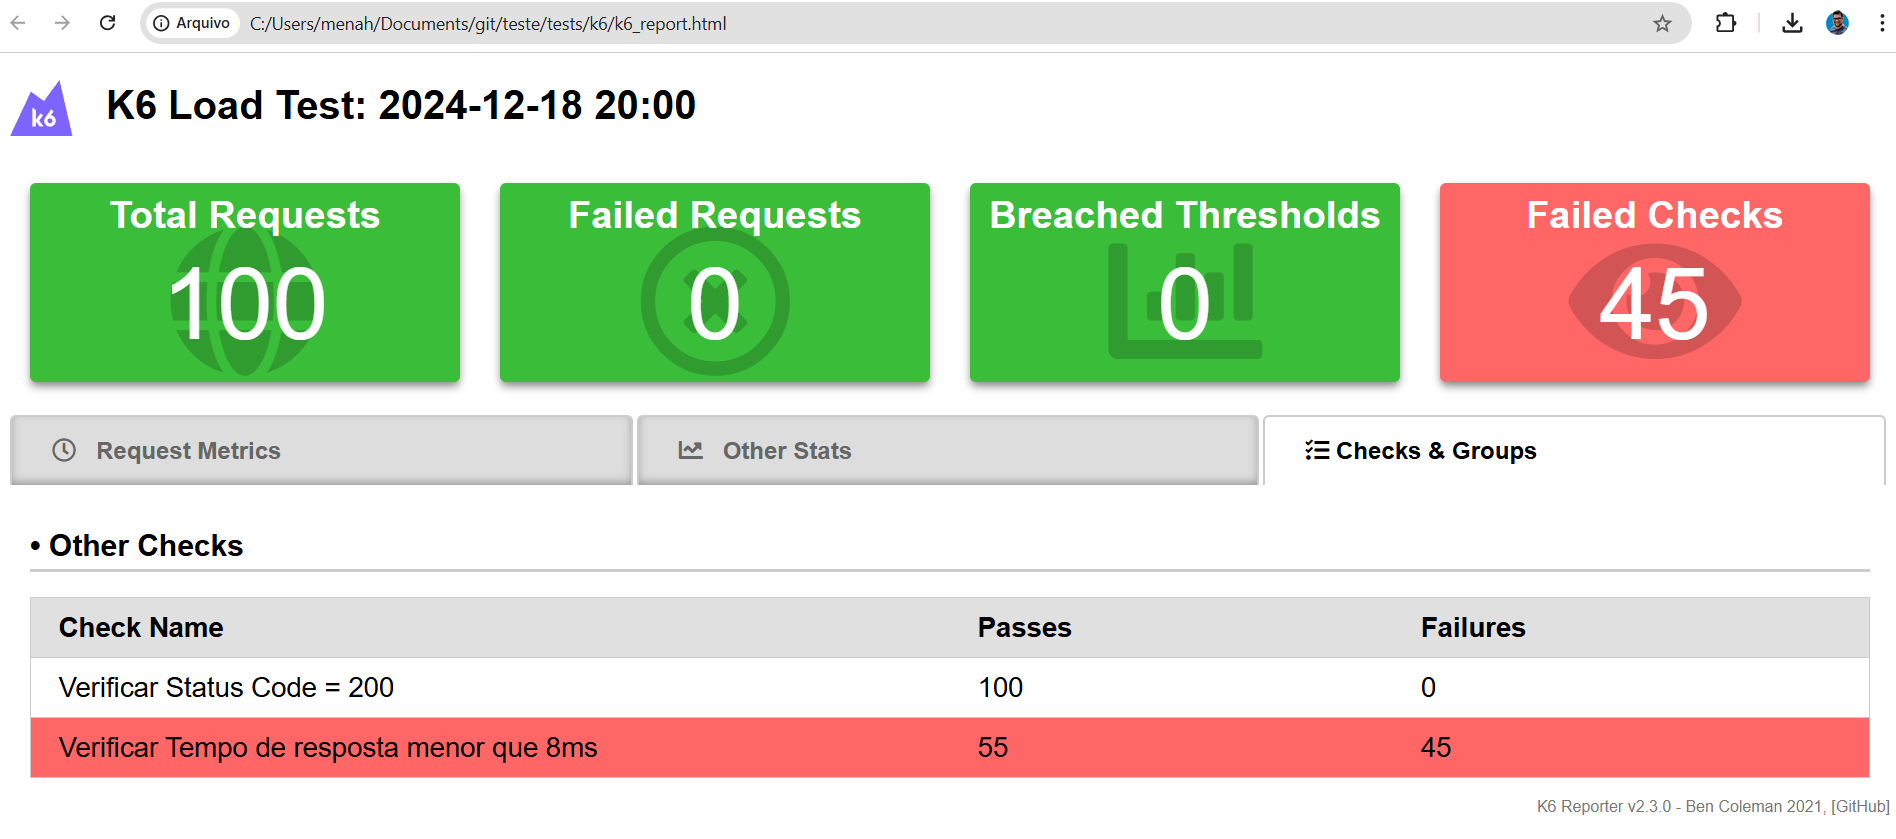 Arquivo C:/Users/menah/Documents/git/teste/tests/k6/k6_report.html
k6 K6 Load Test: 2024-12-18 20:00
Total Requests Failed Requests Breached Thresholds Failed Checks
100 0 0 45
Request Metrics Other Stats Checks & Groups
• Other Checks
Check Name Passes Failures
Verificar Status Code = 200 100 0
Verificar Tempo de resposta menor que 8ms 55 45
K6 Reporter v2.3.0 - Ben Coleman 2021, [GitHub]